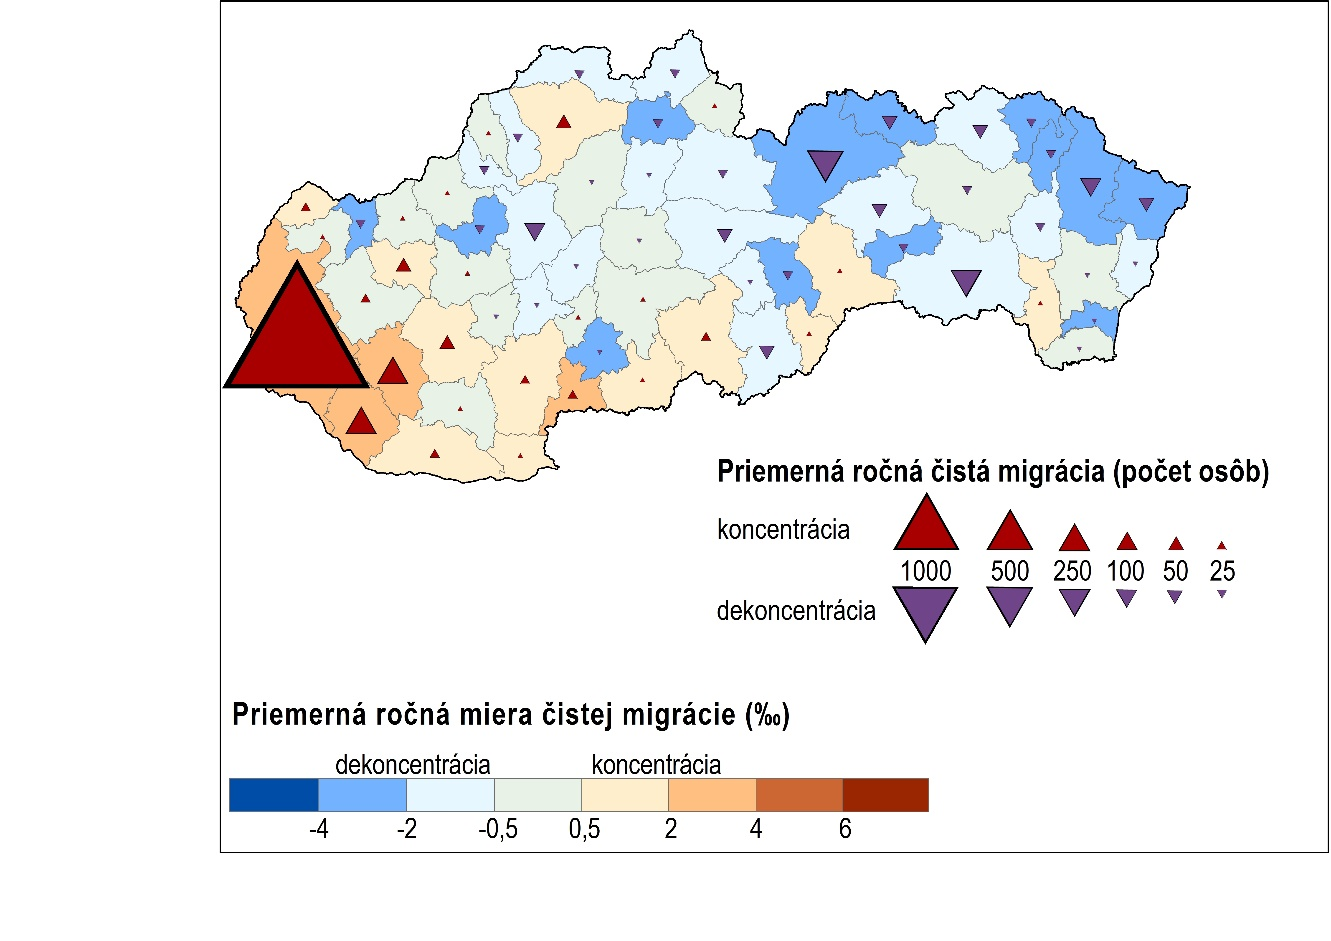 Priemerná ročná čistá migrácia (počet osôb)
koncentrácia
1000 500 250 100 50 25
dekoncentrácia
Priemerná ročná miera čistej migrácie (‰)
dekoncentrácia koncentrácia
-4 -2 -0,5 0,5 2 4 6